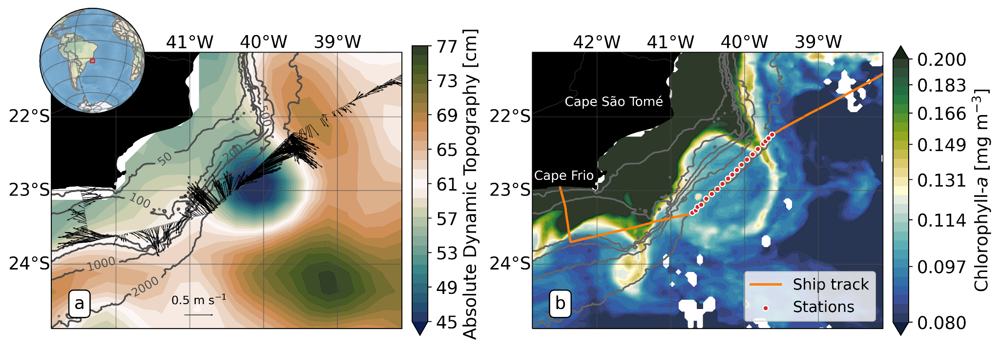 41°W 40°W 39°W
22°S
23°S
24°S
50
100
200
500
1000
2000
0.5 m s⁻¹
a
77
73
69
65
61
57
53
49
45
Absolute Dynamic Topography [cm]
42°W 41°W 40°W 39°W
22°S
23°S
24°S
Cape São Tomé
Cape Frio
b
Ship track
Stations
0.200
0.183
0.166
0.149
0.131
0.114
0.097
0.080
Chlorophyll-a [mg m⁻³]